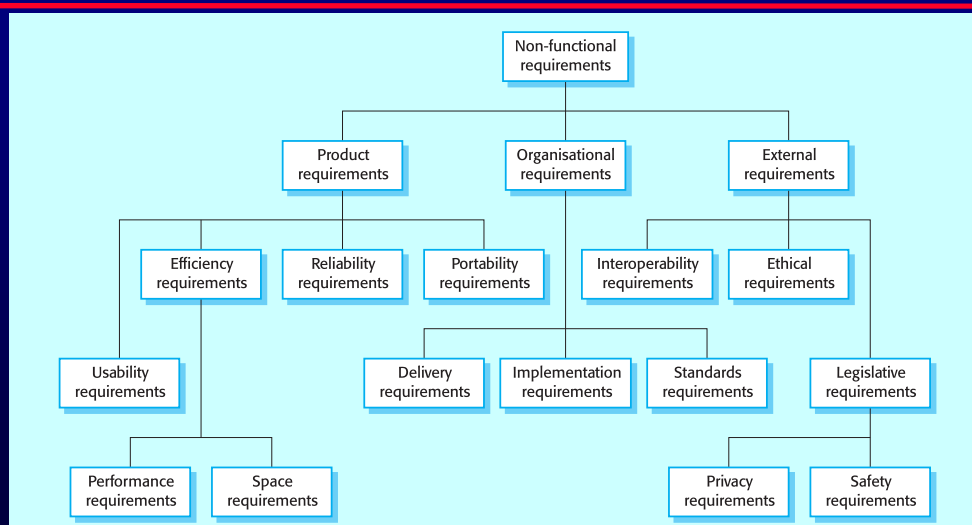 Non-functional
requirements
Product
requirements
Organisational
requirements
External
requirements
Efficiency
requirements
Reliability
requirements
Portability
requirements
Interoperability
requirements
Ethical
requirements
Usability
requirements
Delivery
requirements
Implementation
requirements
Standards
requirements
Legislative
requirements
Performance
requirements
Space
requirements
Privacy
requirements
Safety
requirements